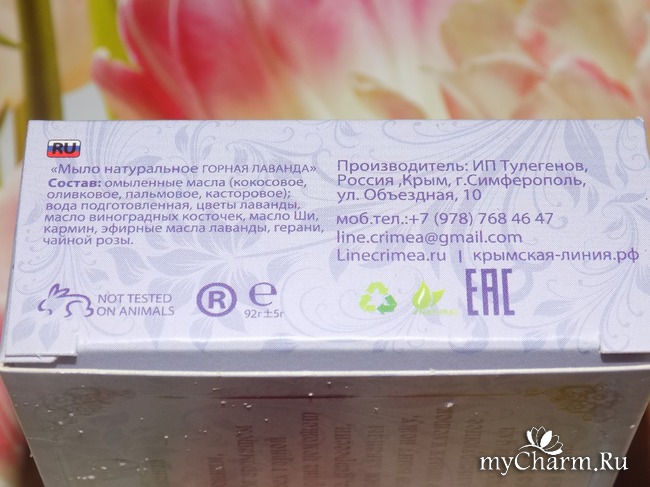 RU
«Мыло натуральное ГОРНАЯ ЛАВАНДА»
Состав: омыленные масла (кокосовое,
оливковое, пальмовое, касторовое);
вода подготовленная, цветы лаванды,
масло виноградных косточек, масло Ши,
кармин, эфирные масла лаванды, герани,
чайной розы.
NOT TESTED
ON ANIMALS
R
e
92г±5г
Производитель: ИП Тулегенов,
Россия ,Крым, г.Симферополь,
ул. Объездная, 10
моб.тел.:+7 (978) 768 46 47
line.crimea@gmail.com
Linecrimea.ru | крымская-линия.рф
NATURAL
EAC
myCharm.Ru